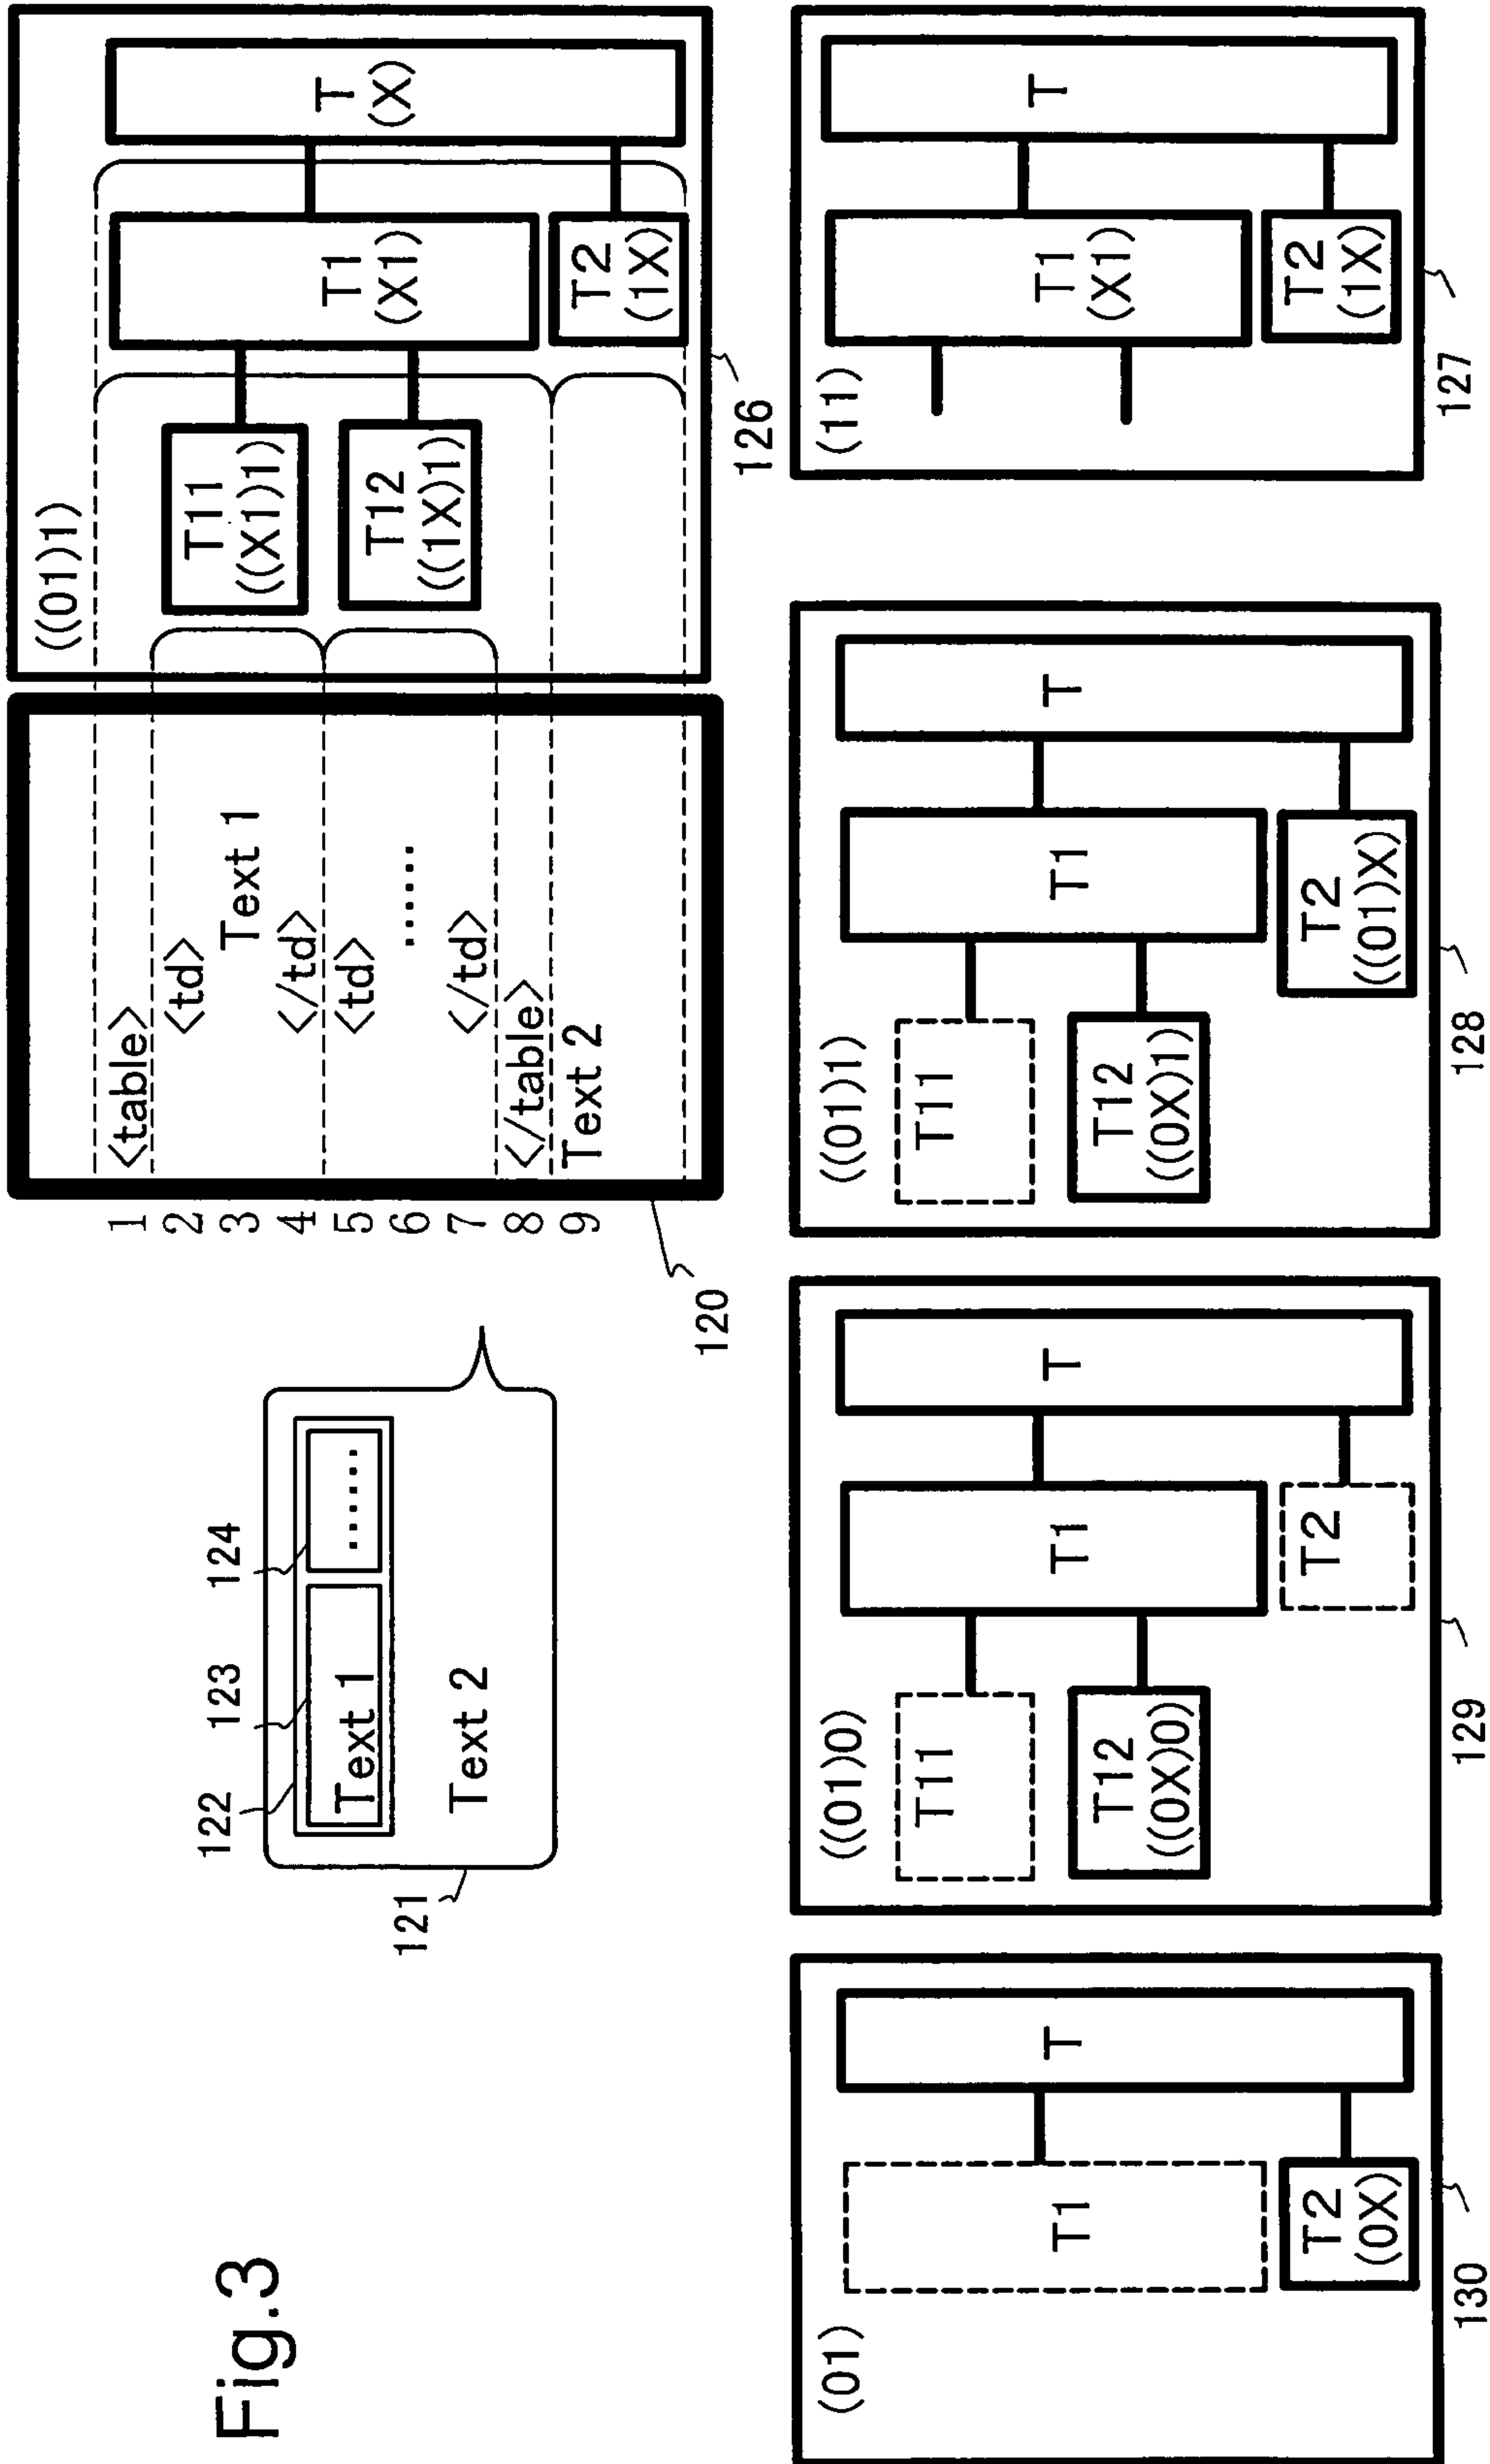 Fig.3
121
122
123
124
Text 1
......
Text 2
120
1 <table>
2 <td>
3 Text 1
4 </td>
5 <td>
6 ......
7 </td>
8 </table>
9 Text 2
((01)1)
T11
((X1)1)
T12
((1X)1)
T1
(X1)
T2
(1X)
T
(X)
126
(01)
T1
T2
(0X)
T
130
((01)0)
T11
T12
((0X)0)
T1
T2
T
129
((01)1)
T11
T12
((0X)1)
T1
T2
((01)X)
T
128
(11)
T1
(X1)
T2
(1X)
T
127